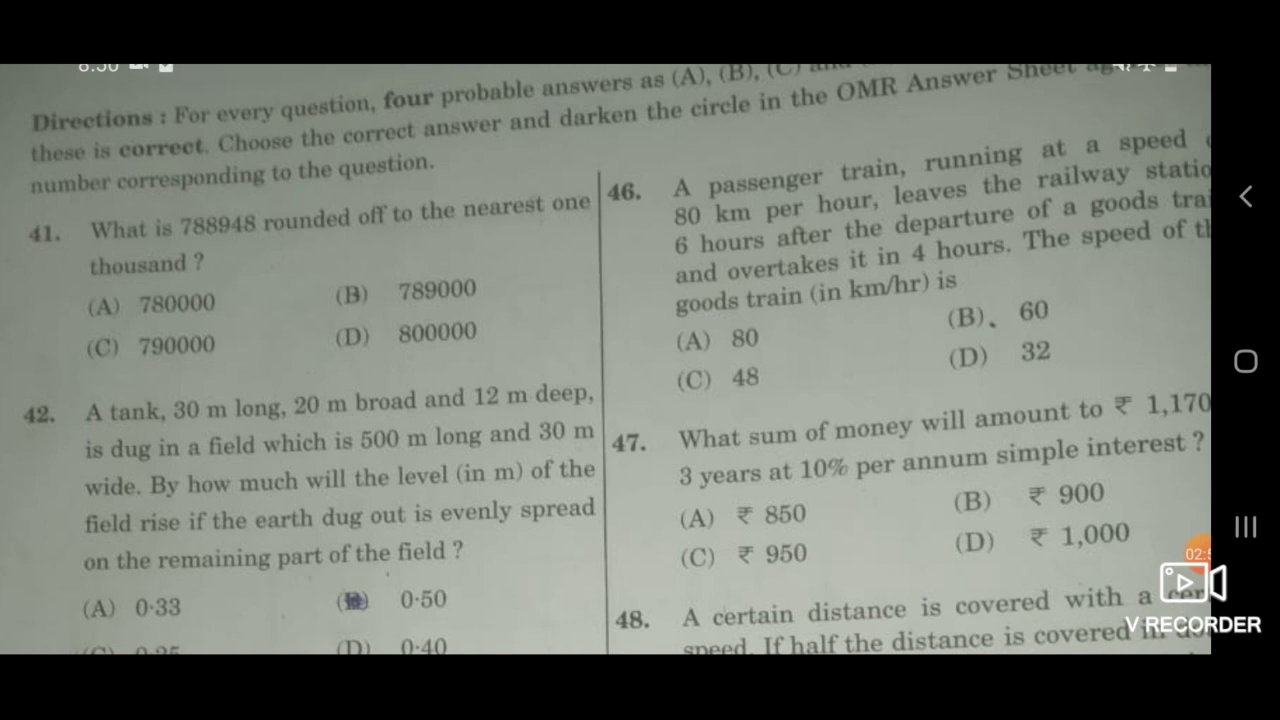 8:50
Directions : For every question, four probable answers as (A), (B), (C)
these is correct. Choose the correct answer and darken the circle in the OMR Answer Sheet
number corresponding to the question.
41. What is 788948 rounded off to the nearest one
thousand ?
(A) 780000 (B) 789000
(C) 790000 (D) 800000
42. A tank, 30 m long, 20 m broad and 12 m deep,
is dug in a field which is 500 m long and 30 m
wide. By how much will the level (in m) of the
field rise if the earth dug out is evenly spread
on the remaining part of the field ?
(A) 0·33 0·50
(D) 0·40
46. A passenger train, running at a speed
80 km per hour, leaves the railway statio
6 hours after the departure of a goods trai
and overtakes it in 4 hours. The speed of th
goods train (in km/hr) is
(A) 80 (B) 60
(C) 48 (D) 32
47. What sum of money will amount to ₹ 1,170
3 years at 10% per annum simple interest ?
(A) ₹ 850 (B) ₹ 900
(C) ₹ 950 (D) ₹ 1,000
48. A certain distance is covered with a
speed. If half the distance is covered in
V RECORDER